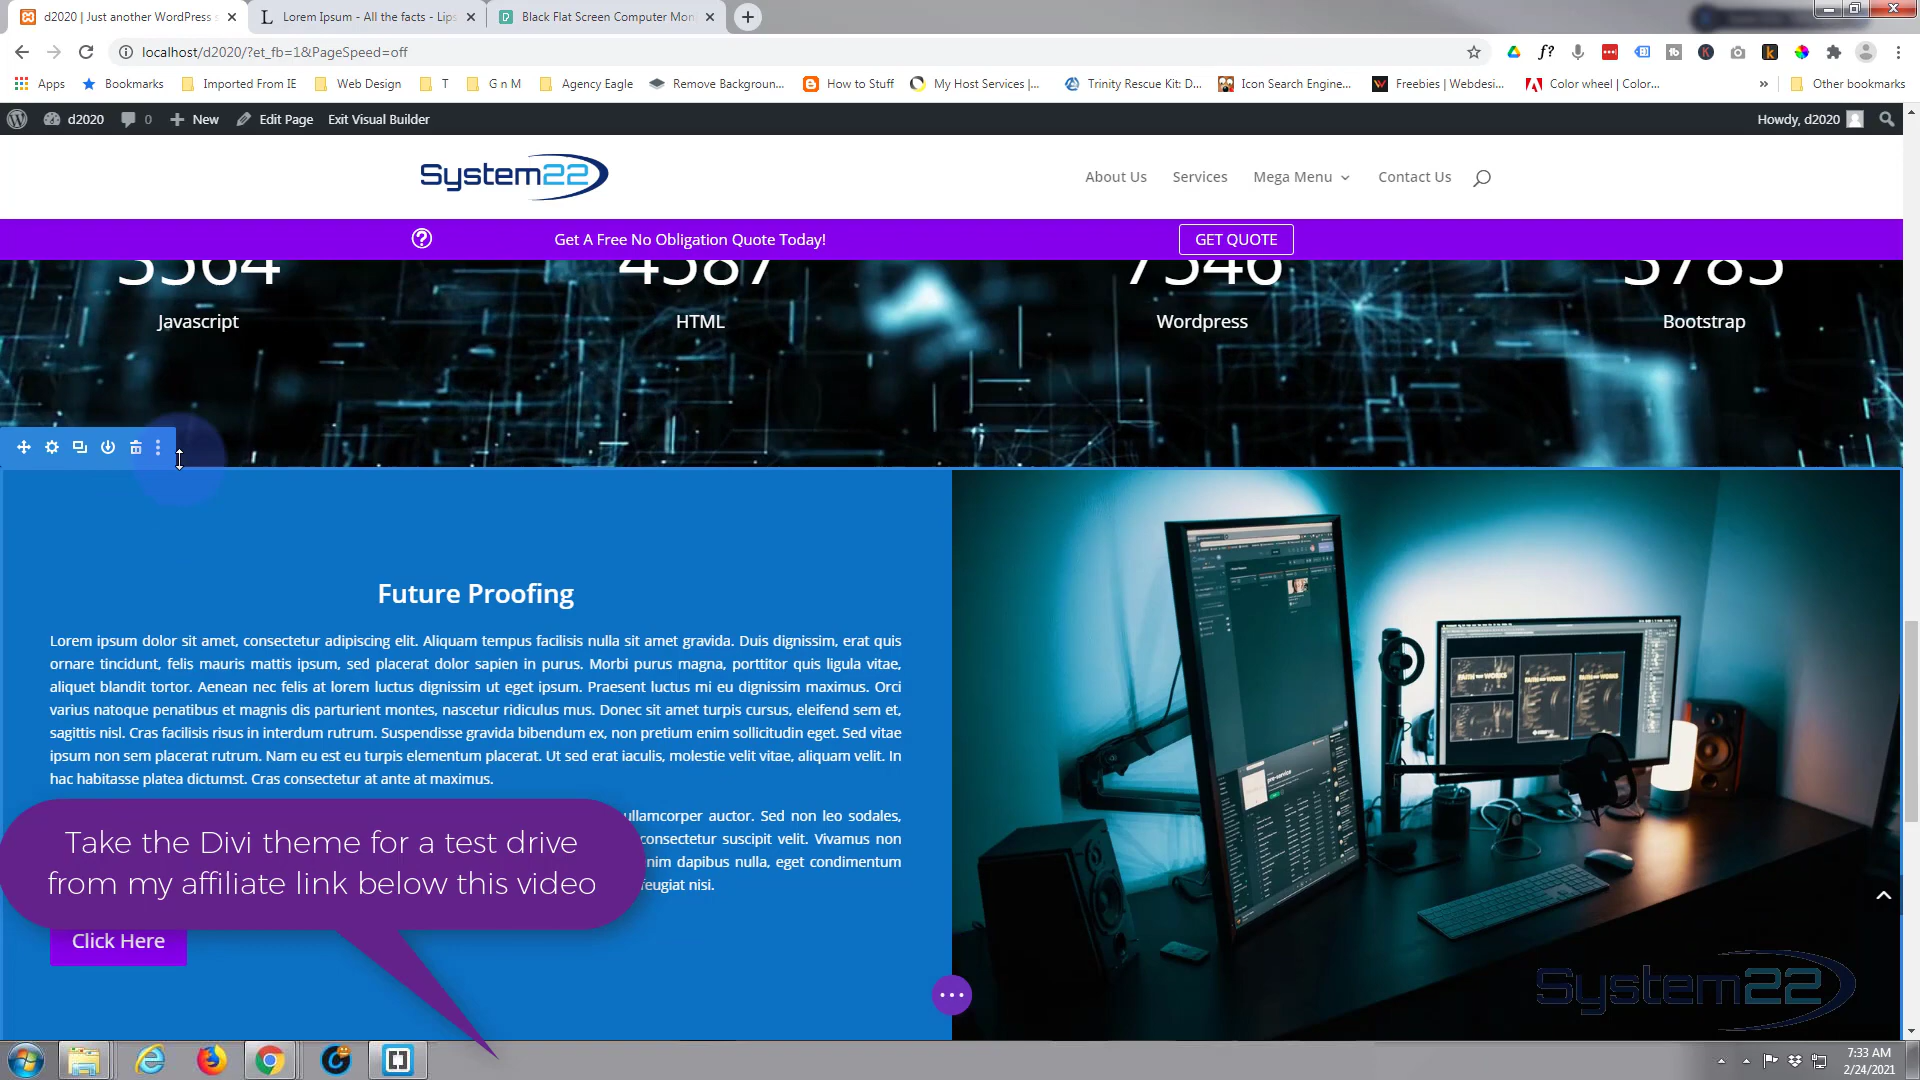 d2020 | Just another WordPress s
Lorem Ipsum - All the facts - Lips
Black Flat Screen Computer Mon
localhost/d2020/?et_fb=1&PageSpeed=off
Apps
Bookmarks
Imported From IE
Web Design
T
G n M
Agency Eagle
Remove Backgroun...
How to Stuff
My Host Services |...
Trinity Rescue Kit: D...
Icon Search Engine...
Freebies | Webdesi...
Color wheel | Color...
»
Other bookmarks
d2020
0
New
Edit Page
Exit Visual Builder
Howdy, d2020
System22
About Us
Services
Mega Menu
Contact Us
Get A Free No Obligation Quote Today!
GET QUOTE
3564
4587
7546
3785
Javascript
HTML
Wordpress
Bootstrap
Future Proofing
Lorem ipsum dolor sit amet, consectetur adipiscing elit. Aliquam tempus facilisis nulla sit amet gravida. Duis dignissim, erat quis
ornare tincidunt, felis mauris mattis ipsum, sed placerat dolor sapien in purus. Morbi purus magna, porttitor quis ligula vitae,
aliquet blandit tortor. Aenean nec felis at lorem luctus dignissim ut eget ipsum. Praesent luctus mi eu dignissim maximus. Orci
varius natoque penatibus et magnis dis parturient montes, nascetur ridiculus mus. Donec sit amet turpis cursus, eleifend sem et,
sagittis nisl. Cras facilisis risus in interdum rutrum. Suspendisse gravida bibendum ex, non pretium enim sollicitudin eget. Sed vitae
ipsum non sem placerat rutrum. Nam eu est eu turpis elementum placerat. Ut sed erat iaculis, molestie velit vitae, aliquam velit. In
hac habitasse platea dictumst. Cras consectetur at ante at maximus.
ullamcorper auctor. Sed non leo sodales,
consectetur suscipit velit. Vivamus non
nim dapibus nulla, eget condimentum
feugiat nisi.
Take the Divi theme for a test drive
from my affiliate link below this video
Click Here
FAITH WORKS
FAITH WORKS
FAITH WORKS
System22
7:33 AM
2/24/2021